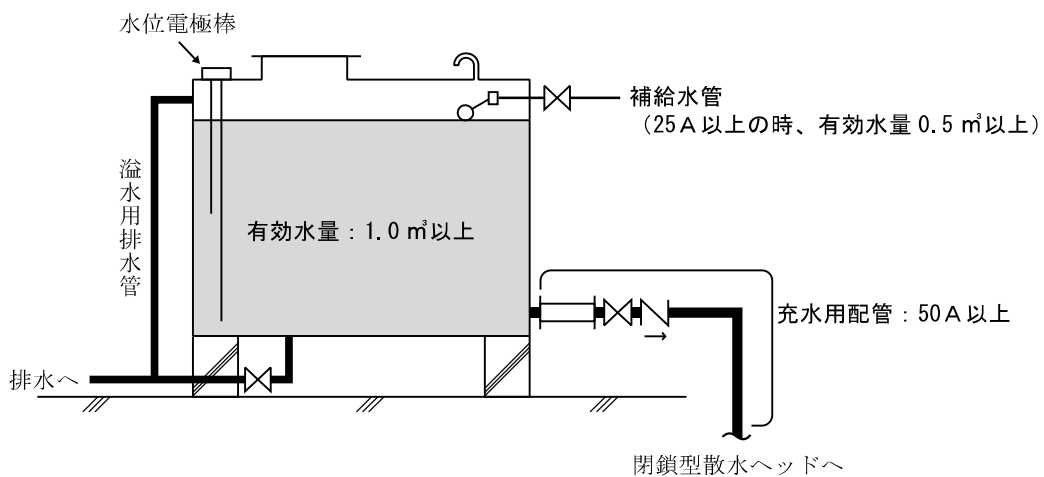 水位電極棒
補給水管
（25A以上の時、有効水量0.5㎥以上）
溢水用排水管
有効水量：1.0㎥以上
充水用配管：50A以上
排水へ
閉鎖型散水ヘッドへ